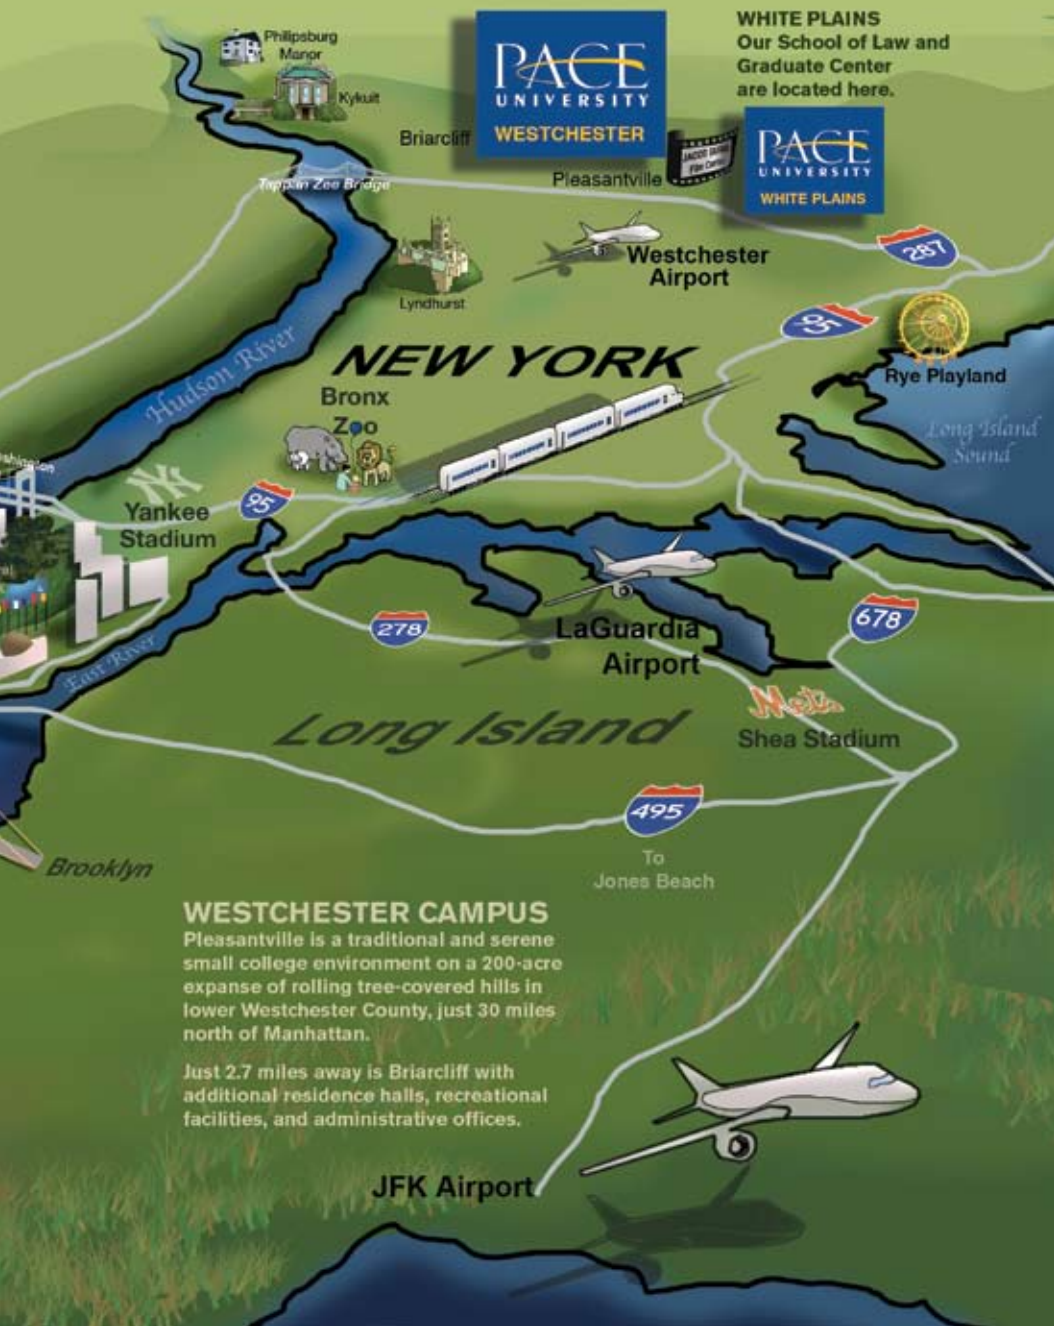 Philipsburg
Manor
Kykuit
PACE
UNIVERSITY
WESTCHESTER
WHITE PLAINS
Our School of Law and
Graduate Center
are located here.
PACE
UNIVERSITY
WHITE PLAINS
Briarcliff
Pleasantville
Film Center
Tappan Zee Bridge
Westchester
Airport
287
Lyndhurst
95
Rye Playland
Hudson River
NEW YORK
Long Island
Sound
Bronx
Zoo
NY
Yankee
Stadium
95
278
678
LaGuardia
Airport
East River
Mets
Shea Stadium
Long Island
495
To
Jones Beach
Brooklyn
WESTCHESTER CAMPUS
Pleasantville is a traditional and serene
small college environment on a 200-acre
expanse of rolling tree-covered hills in
lower Westchester County, just 30 miles
north of Manhattan.
Just 2.7 miles away is Briarcliff with
additional residence halls, recreational
facilities, and administrative offices.
JFK Airport